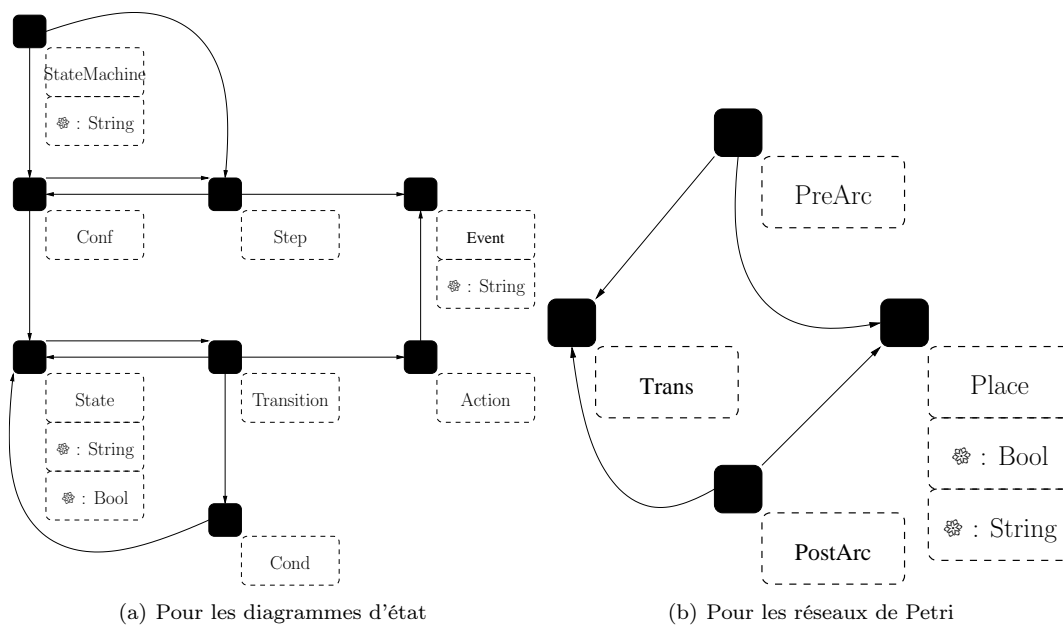 StateMachine
❆ : String
Conf
Step
Event
❆ : String
State
❆ : String
❆ : Bool
Transition
Action
Cond
(a) Pour les diagrammes d'état
PreArc
Trans
Place
❆ : Bool
❆ : String
PostArc
(b) Pour les réseaux de Petri